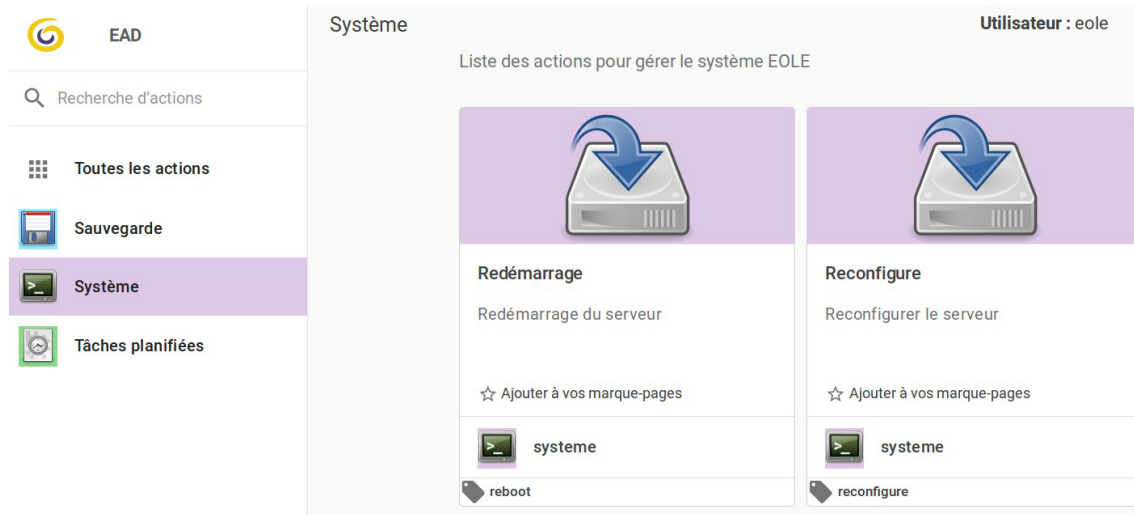 EAD
Recherche d'actions
Toutes les actions
Sauvegarde
Système
Tâches planifiées
Système
Utilisateur : eole
Liste des actions pour gérer le système EOLE
Redémarrage
Redémarrage du serveur
Ajouter à vos marque-pages
systeme
reboot
Reconfigure
Reconfigurer le serveur
Ajouter à vos marque-pages
systeme
reconfigure